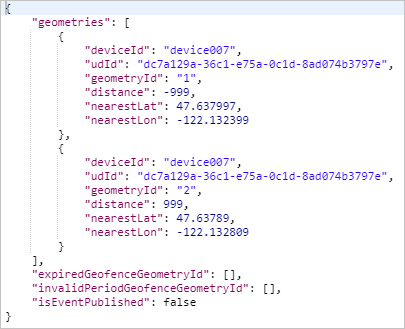 {
    "geometries": [
        {
            "deviceId": "device007",
            "udId": "dc7a129a-36c1-e75a-0c1d-8ad074b3797e",
            "geometryId": "1",
            "distance": -999,
            "nearestLat": 47.637997,
            "nearestLon": -122.132399
        },
        {
            "deviceId": "device007",
            "udId": "dc7a129a-36c1-e75a-0c1d-8ad074b3797e",
            "geometryId": "2",
            "distance": 999,
            "nearestLat": 47.63789,
            "nearestLon": -122.132809
        }
    ],
    "expiredGeofenceGeometryId": [],
    "invalidPeriodGeofenceGeometryId": [],
    "isEventPublished": false
}